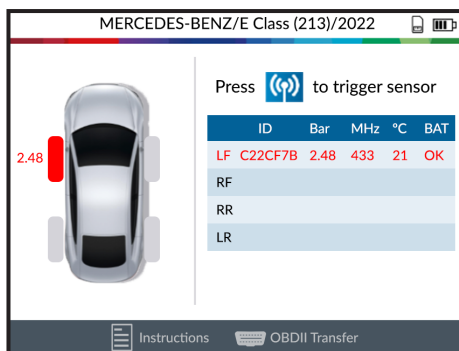 MERCEDES-BENZ/E Class (213)/2022
Press to trigger sensor
ID Bar MHz °C BAT
2.48
LF C22CF7B 2.48 433 21 OK
RF
RR
LR
Instructions OBDII Transfer